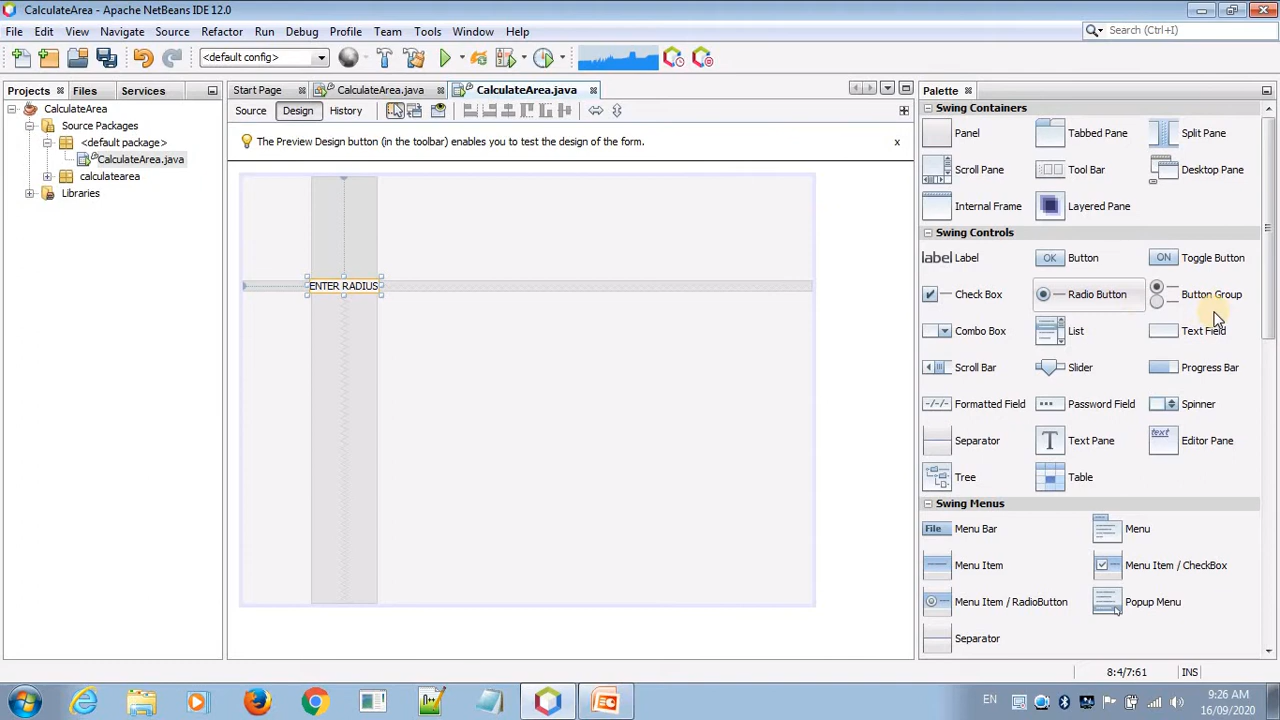 CalculateArea - Apache NetBeans IDE 12.0
File Edit View Navigate Source Refactor Run Debug Profile Team Tools Window Help
Search (Ctrl+I)
<default config>
Projects Files Services
Start Page CalculateArea.java CalculateArea.java
Palette
CalculateArea
Source Packages
<default package>
CalculateArea.java
calculatearea
Libraries
Source Design History
The Preview Design button (in the toolbar) enables you to test the design of the form.
x
ENTER RADIUS
Swing Containers
Panel Tabbed Pane Split Pane
Scroll Pane Tool Bar Desktop Pane
Internal Frame Layered Pane
Swing Controls
label Label OK Button ON Toggle Button
Check Box Radio Button Button Group
Combo Box List Text Field
Scroll Bar Slider Progress Bar
-/-/- Formatted Field Password Field Spinner
Separator T Text Pane text Editor Pane
Tree Table
Swing Menus
File Menu Bar Menu
Menu Item Menu Item / CheckBox
Menu Item / RadioButton Popup Menu
Separator
8:4/7:61 INS
EN
9:26 AM
16/09/2020